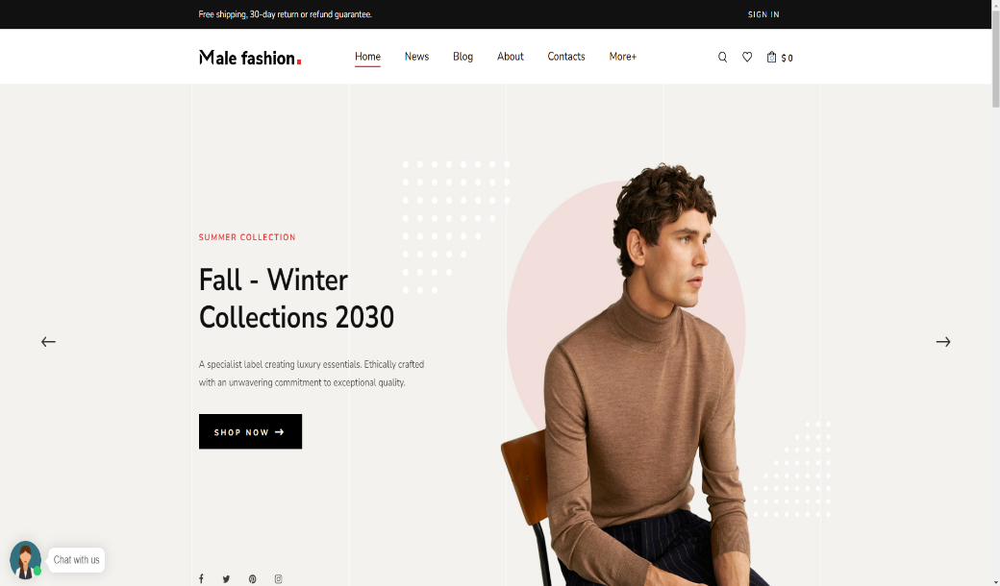 Free shipping, 30-day return or refund guarantee.
SIGN IN
Male fashion.
Home
News
Blog
About
Contacts
More+
0
$ 0
SUMMER COLLECTION
Fall - Winter
Collections 2030
A specialist label creating luxury essentials. Ethically crafted
with an unwavering commitment to exceptional quality.
SHOP NOW
Chat with us